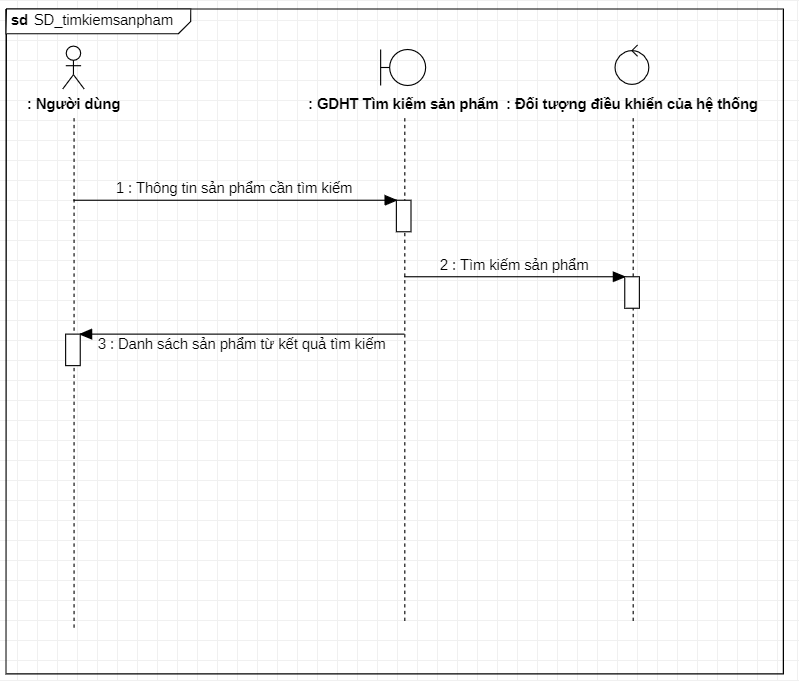 sd SD_timkiemsanpham
: Người dùng
: GDHT Tìm kiếm sản phẩm
: Đối tượng điều khiển của hệ thống
1 : Thông tin sản phẩm cần tìm kiếm
2 : Tìm kiếm sản phẩm
3 : Danh sách sản phẩm từ kết quả tìm kiếm